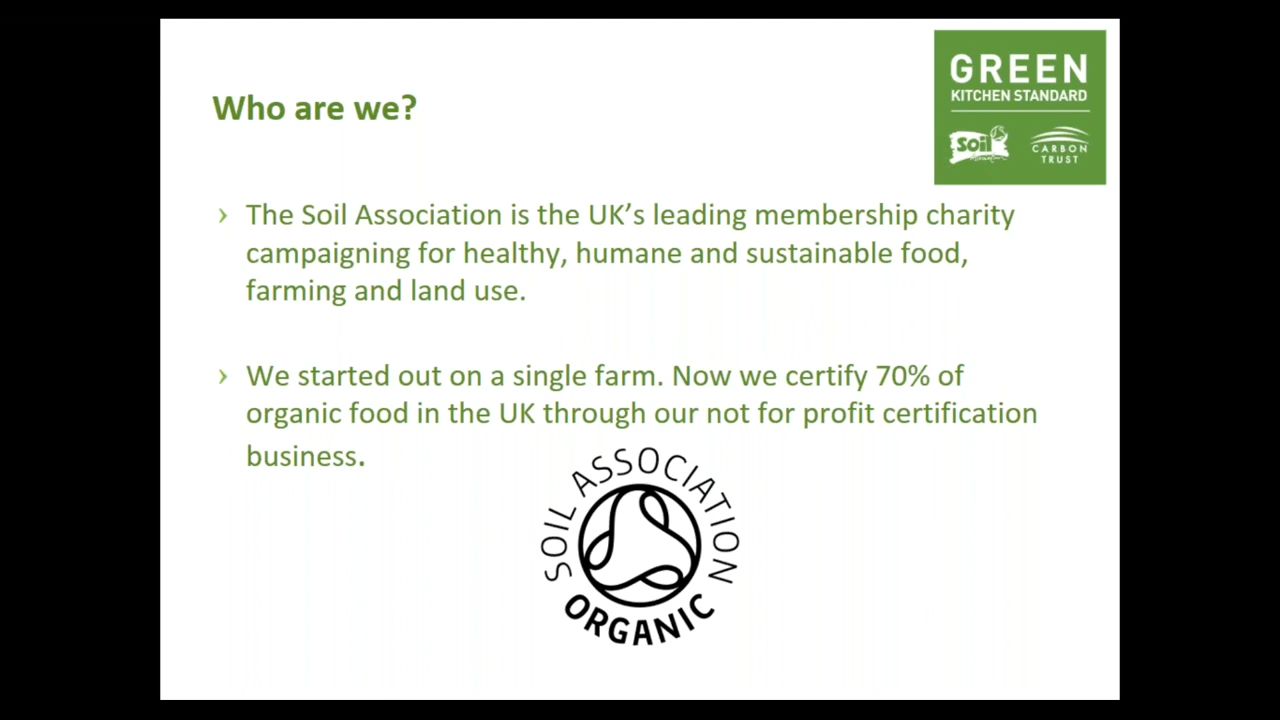 GREEN
KITCHEN STANDARD
Soil
CARBON
TRUST
Who are we?
› The Soil Association is the UK’s leading membership charity
campaigning for healthy, humane and sustainable food,
farming and land use.
› We started out on a single farm. Now we certify 70% of
organic food in the UK through our not for profit certification
business.
SOIL ASSOCIATION
ORGANIC